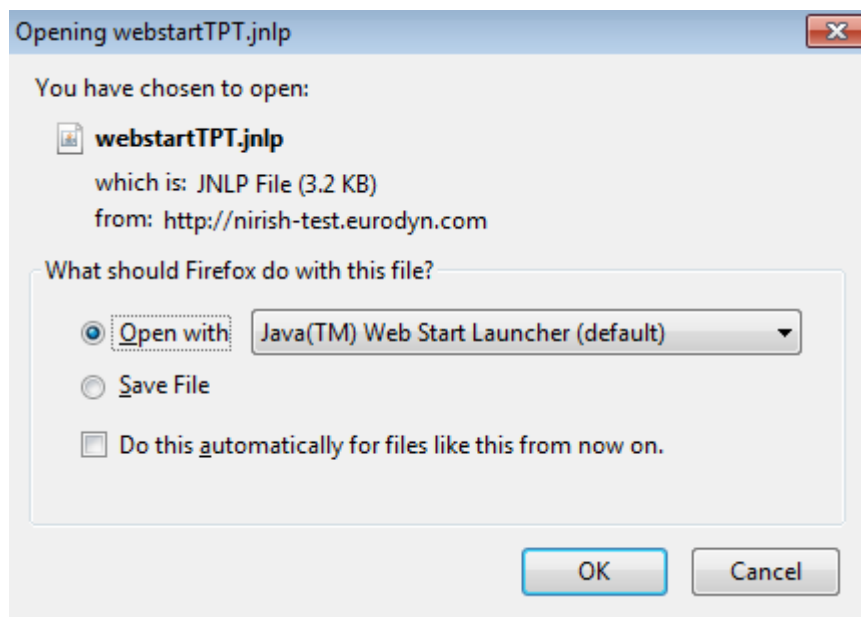 Opening webstartTPT.jnlp
You have chosen to open:
webstartTPT.jnlp
which is: JNLP File (3.2 KB)
from: http://nirish-test.eurodyn.com
What should Firefox do with this file?
Open with Java(TM) Web Start Launcher (default)
Save File
Do this automatically for files like this from now on.
OK Cancel